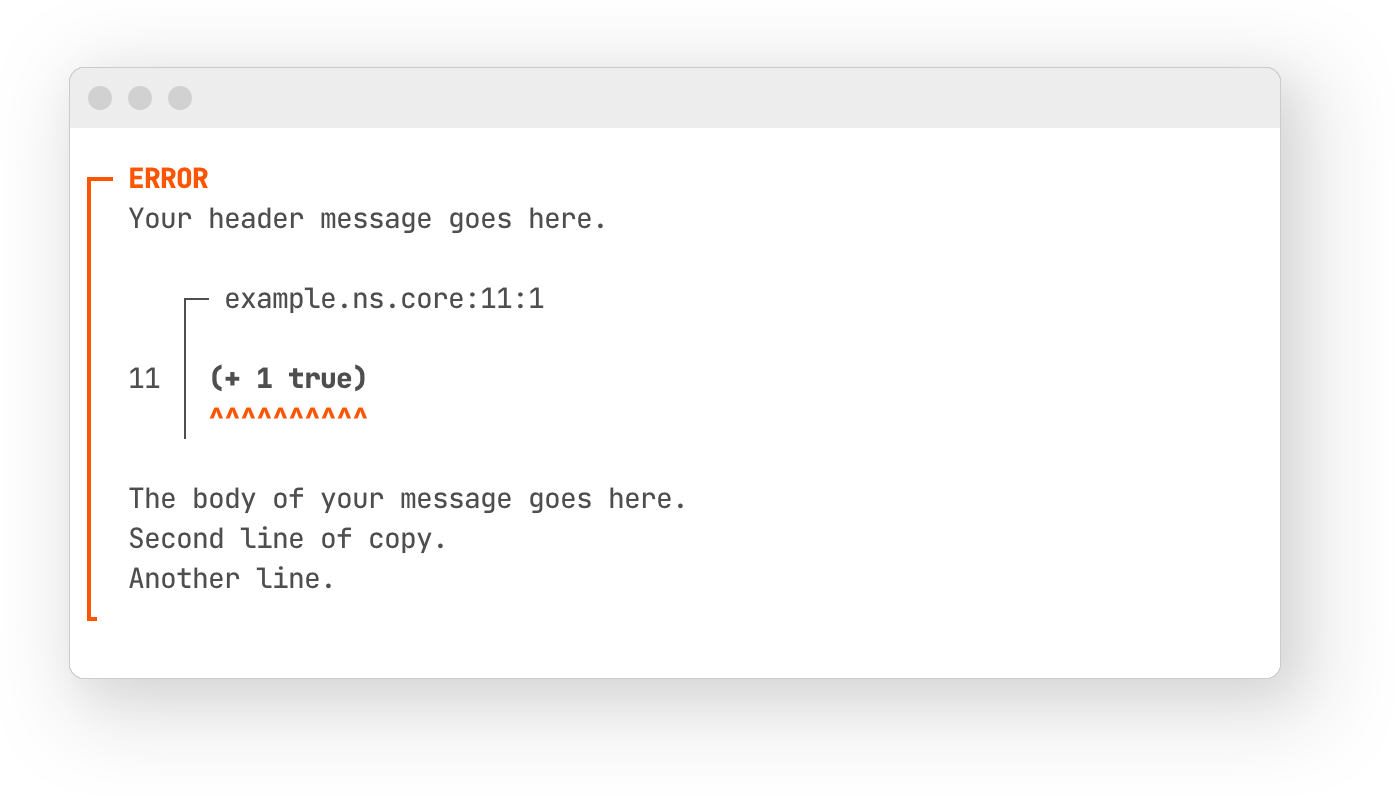 ERROR
Your header message goes here.
example.ns.core:11:1
11 (+ 1 true)
^^^^^^^^^^
The body of your message goes here.
Second line of copy.
Another line.